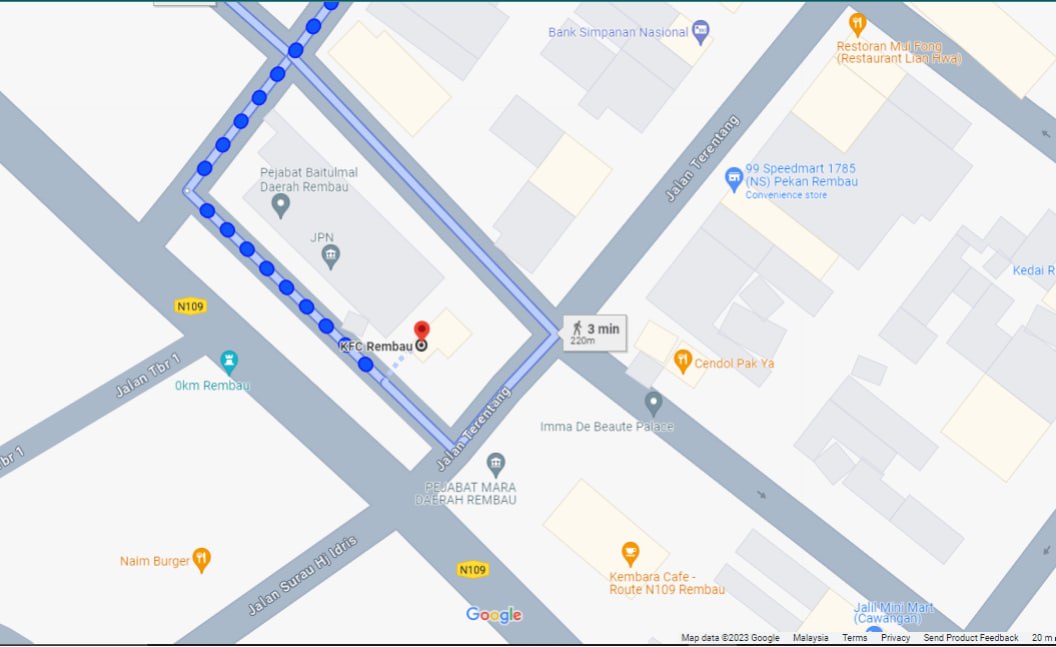 Bank Simpanan Nasional
Restoran Mui Fong
(Restaurant Lian Hwa)
Jalan Terentang
Pejabat Baitulmal
Daerah Rembau
99 Speedmart 1785
(NS) Pekan Rembau
Convenience store
JPN
Kedai R
N109
KFC Rembau
3 min
220m
Jalan Tbr 1
0km Rembau
Cendol Pak Ya
Jalan Terentang
Imma De Beaute Palace
br 1
PEJABAT MARA
DAERAH REMBAU
Naim Burger
Jalan Surau Hj Idris
N109
Kembara Cafe -
Route N109 Rembau
Google
Jalil Mini Mart
(Cawangan)
Map data ©2023 Google Malaysia Terms Privacy Send Product Feedback 20 m